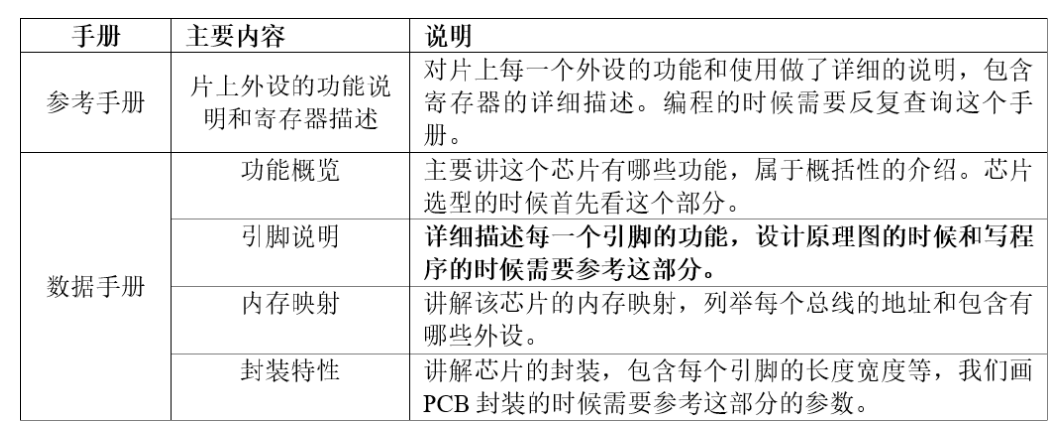 手册 主要内容 说明
参考手册
片上外设的功能说
明和寄存器描述
对片上每一个外设的功能和使用做了详细的说明，包含
寄存器的详细描述。编程的时候需要反复查询这个手
册。
数据手册
功能概览
主要讲这个芯片有哪些功能，属于概括性的介绍。芯片
选型的时候首先看这个部分。
引脚说明
详细描述每一个引脚的功能，设计原理图的时候和写程
序的时候需要参考这部分。
内存映射
讲解该芯片的内存映射，列举每个总线的地址和包含有
哪些外设。
封装特性
讲解芯片的封装，包含每个引脚的长度宽度等，我们画
PCB 封装的时候需要参考这部分的参数。